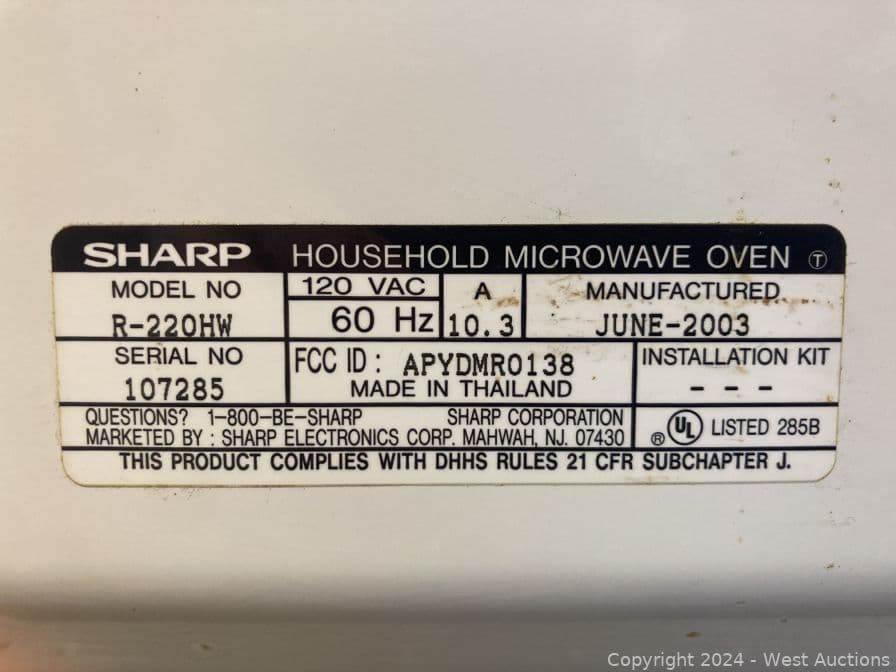 SHARP HOUSEHOLD MICROWAVE OVEN Ⓣ
MODEL NO
R-220HW
120 VAC
60 Hz
A
10.3
MANUFACTURED
JUNE-2003
SERIAL NO
107285
FCC ID : APYDMR0138
MADE IN THAILAND
INSTALLATION KIT
- - -
QUESTIONS? 1-800-BE-SHARP SHARP CORPORATION
MARKETED BY : SHARP ELECTRONICS CORP. MAHWAH, NJ. 07430
® UL LISTED 285B
THIS PRODUCT COMPLIES WITH DHHS RULES 21 CFR SUBCHAPTER J.
Copyright 2024 - West Auctions